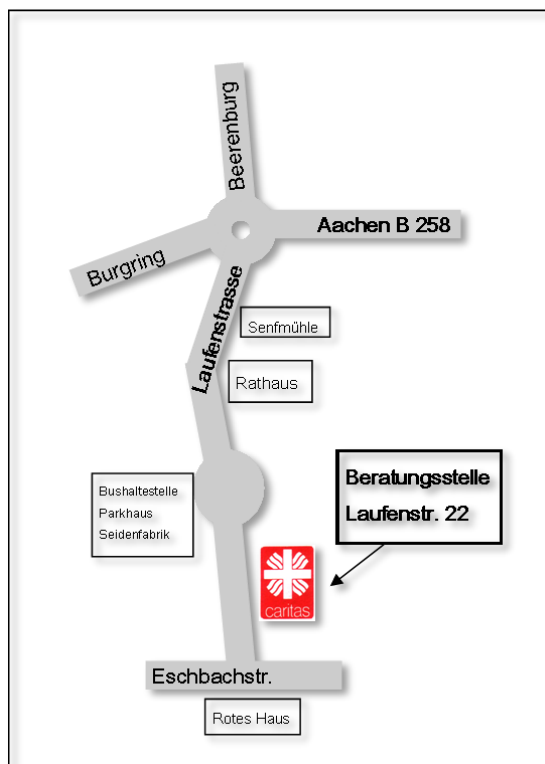 Beerenburg
Aachen B 258
Burgring
Laufenstrasse
Senfmühle
Rathaus
Beratungsstelle
Laufenstr. 22
Bushaltestelle
Parkhaus
Seidenfabrik
caritas
Eschbachstr.
Rotes Haus